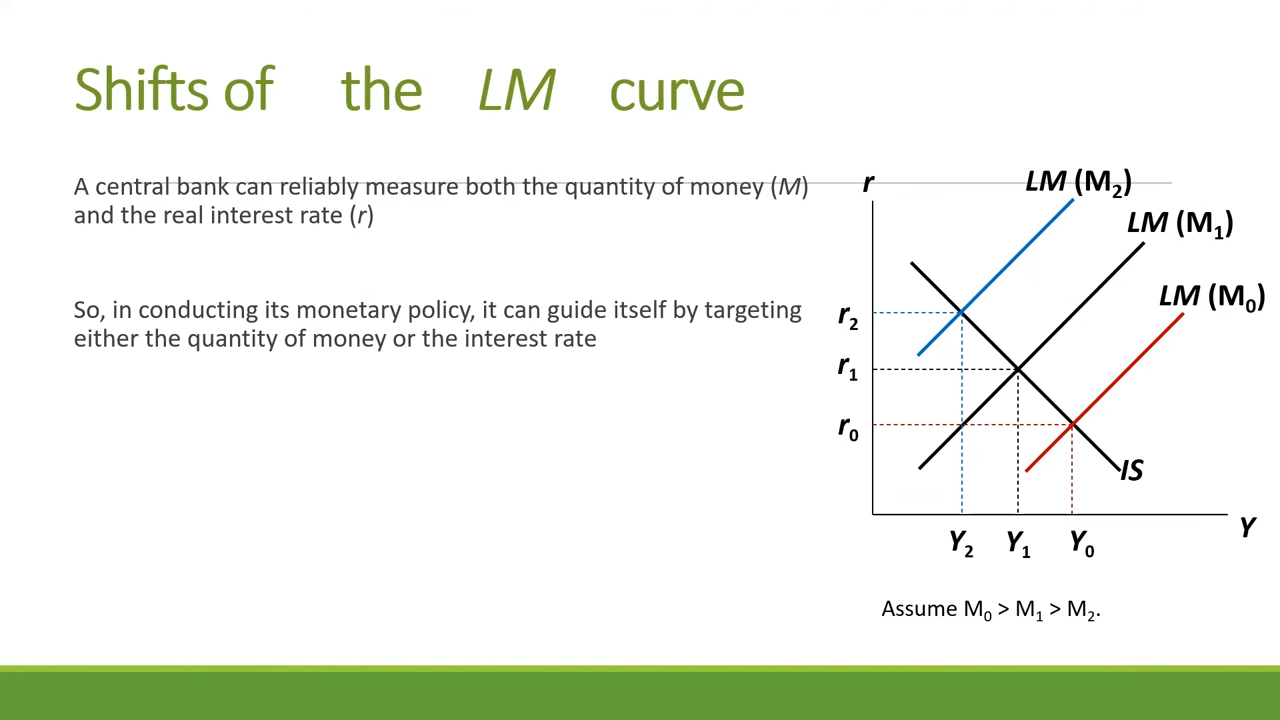 Shifts of the LM curve
A central bank can reliably measure both the quantity of money (M)
and the real interest rate (r)
So, in conducting its monetary policy, it can guide itself by targeting
either the quantity of money or the interest rate
r
LM (M₂)
LM (M₁)
LM (M₀)
r₂
r₁
r₀
IS
Y
Y₂ Y₁ Y₀
Assume M₀ > M₁ > M₂.